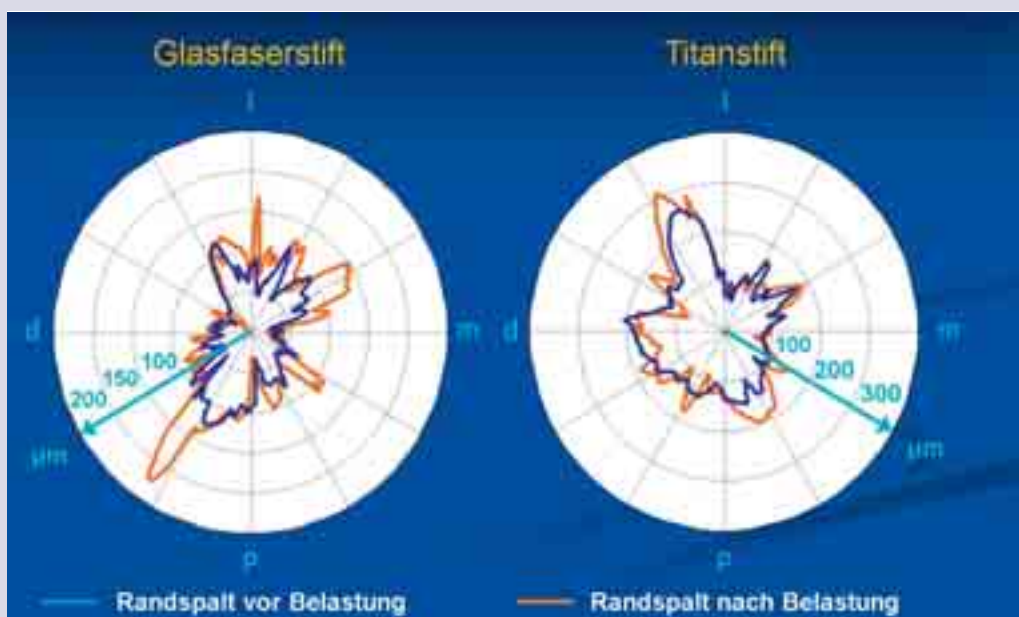 Glasfaserstift
Titanstift
l
l
d
m
d
m
100
150
200
µm
100
200
300
µm
p
p
Randspalt vor Belastung
Randspalt nach Belastung